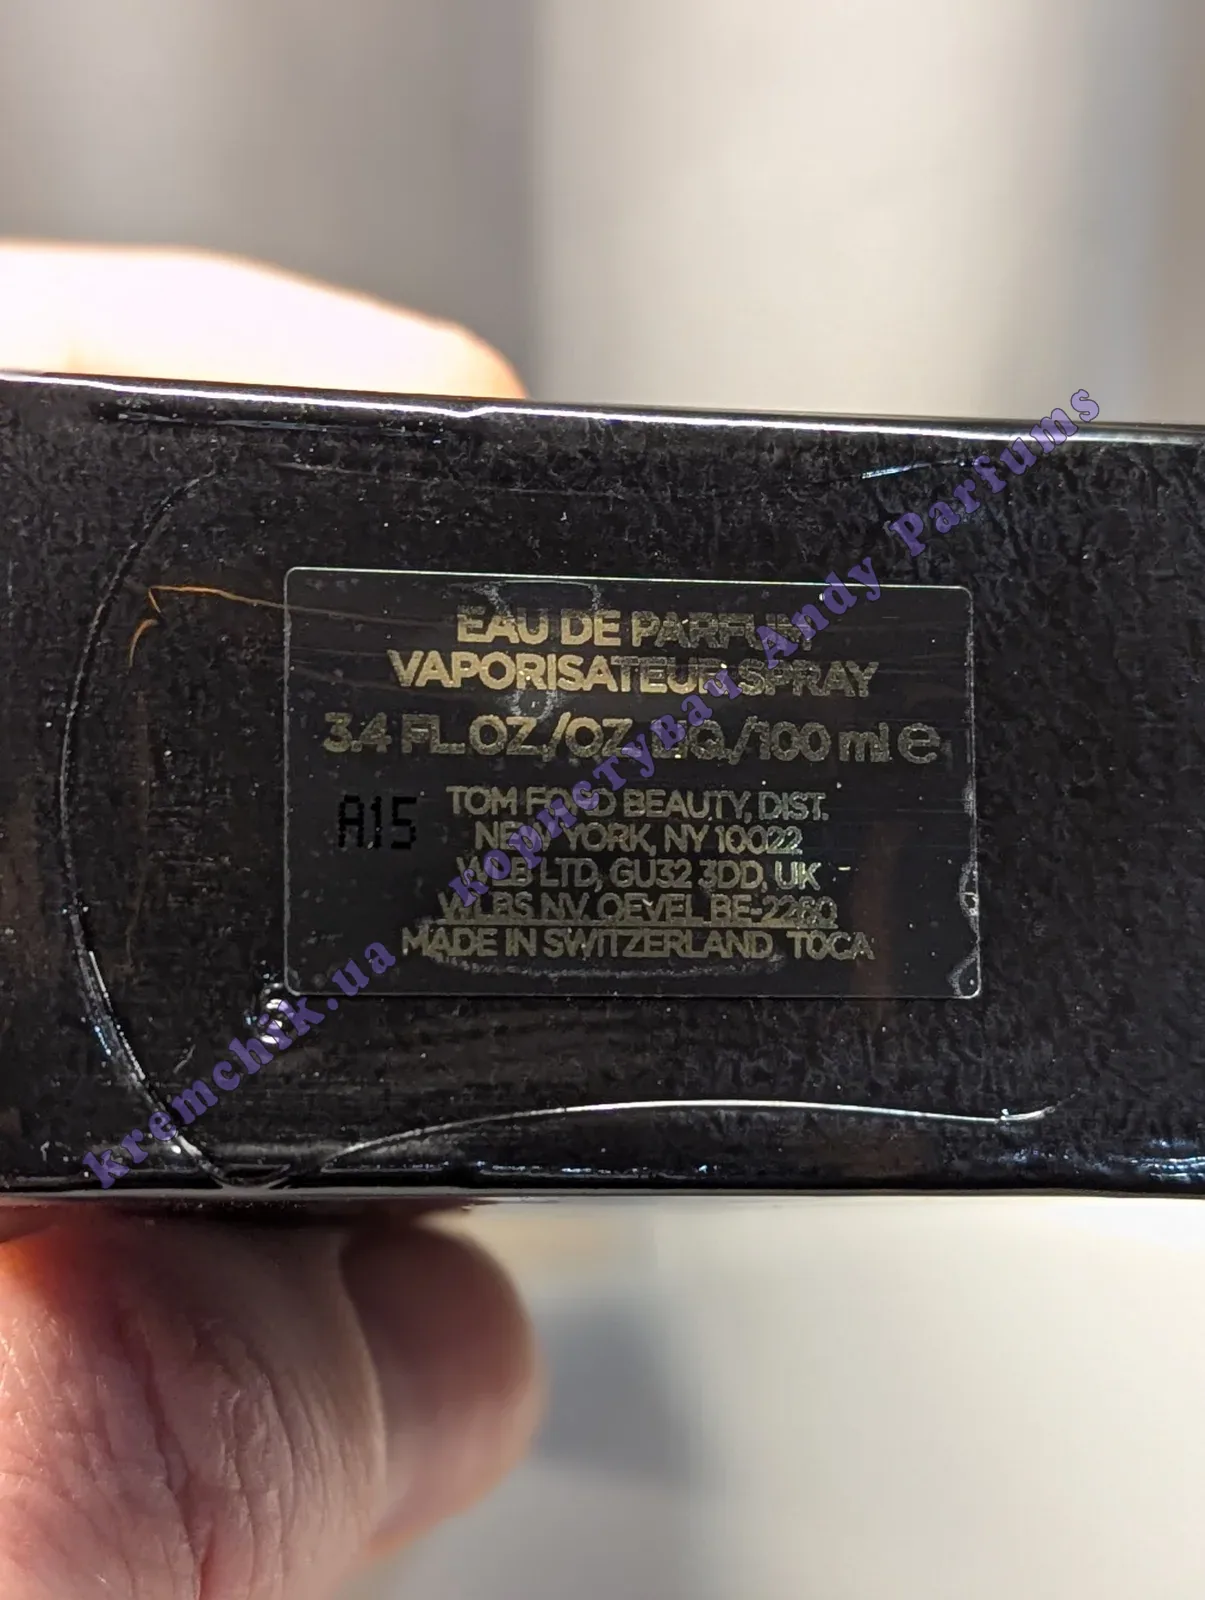 EAU DE PARFUM
VAPORISATEUR SPRAY
3.4 FL.OZ./OZ. LIQ./100 ml e
A15
TOM FORD BEAUTY, DIST.
NEW YORK, NY 10022
WLB LTD, GU32 3DD, UK
WLBS NV, OEVEL BE-2260
MADE IN SWITZERLAND T0CA
kremchik.ua користувач Andy Parfums